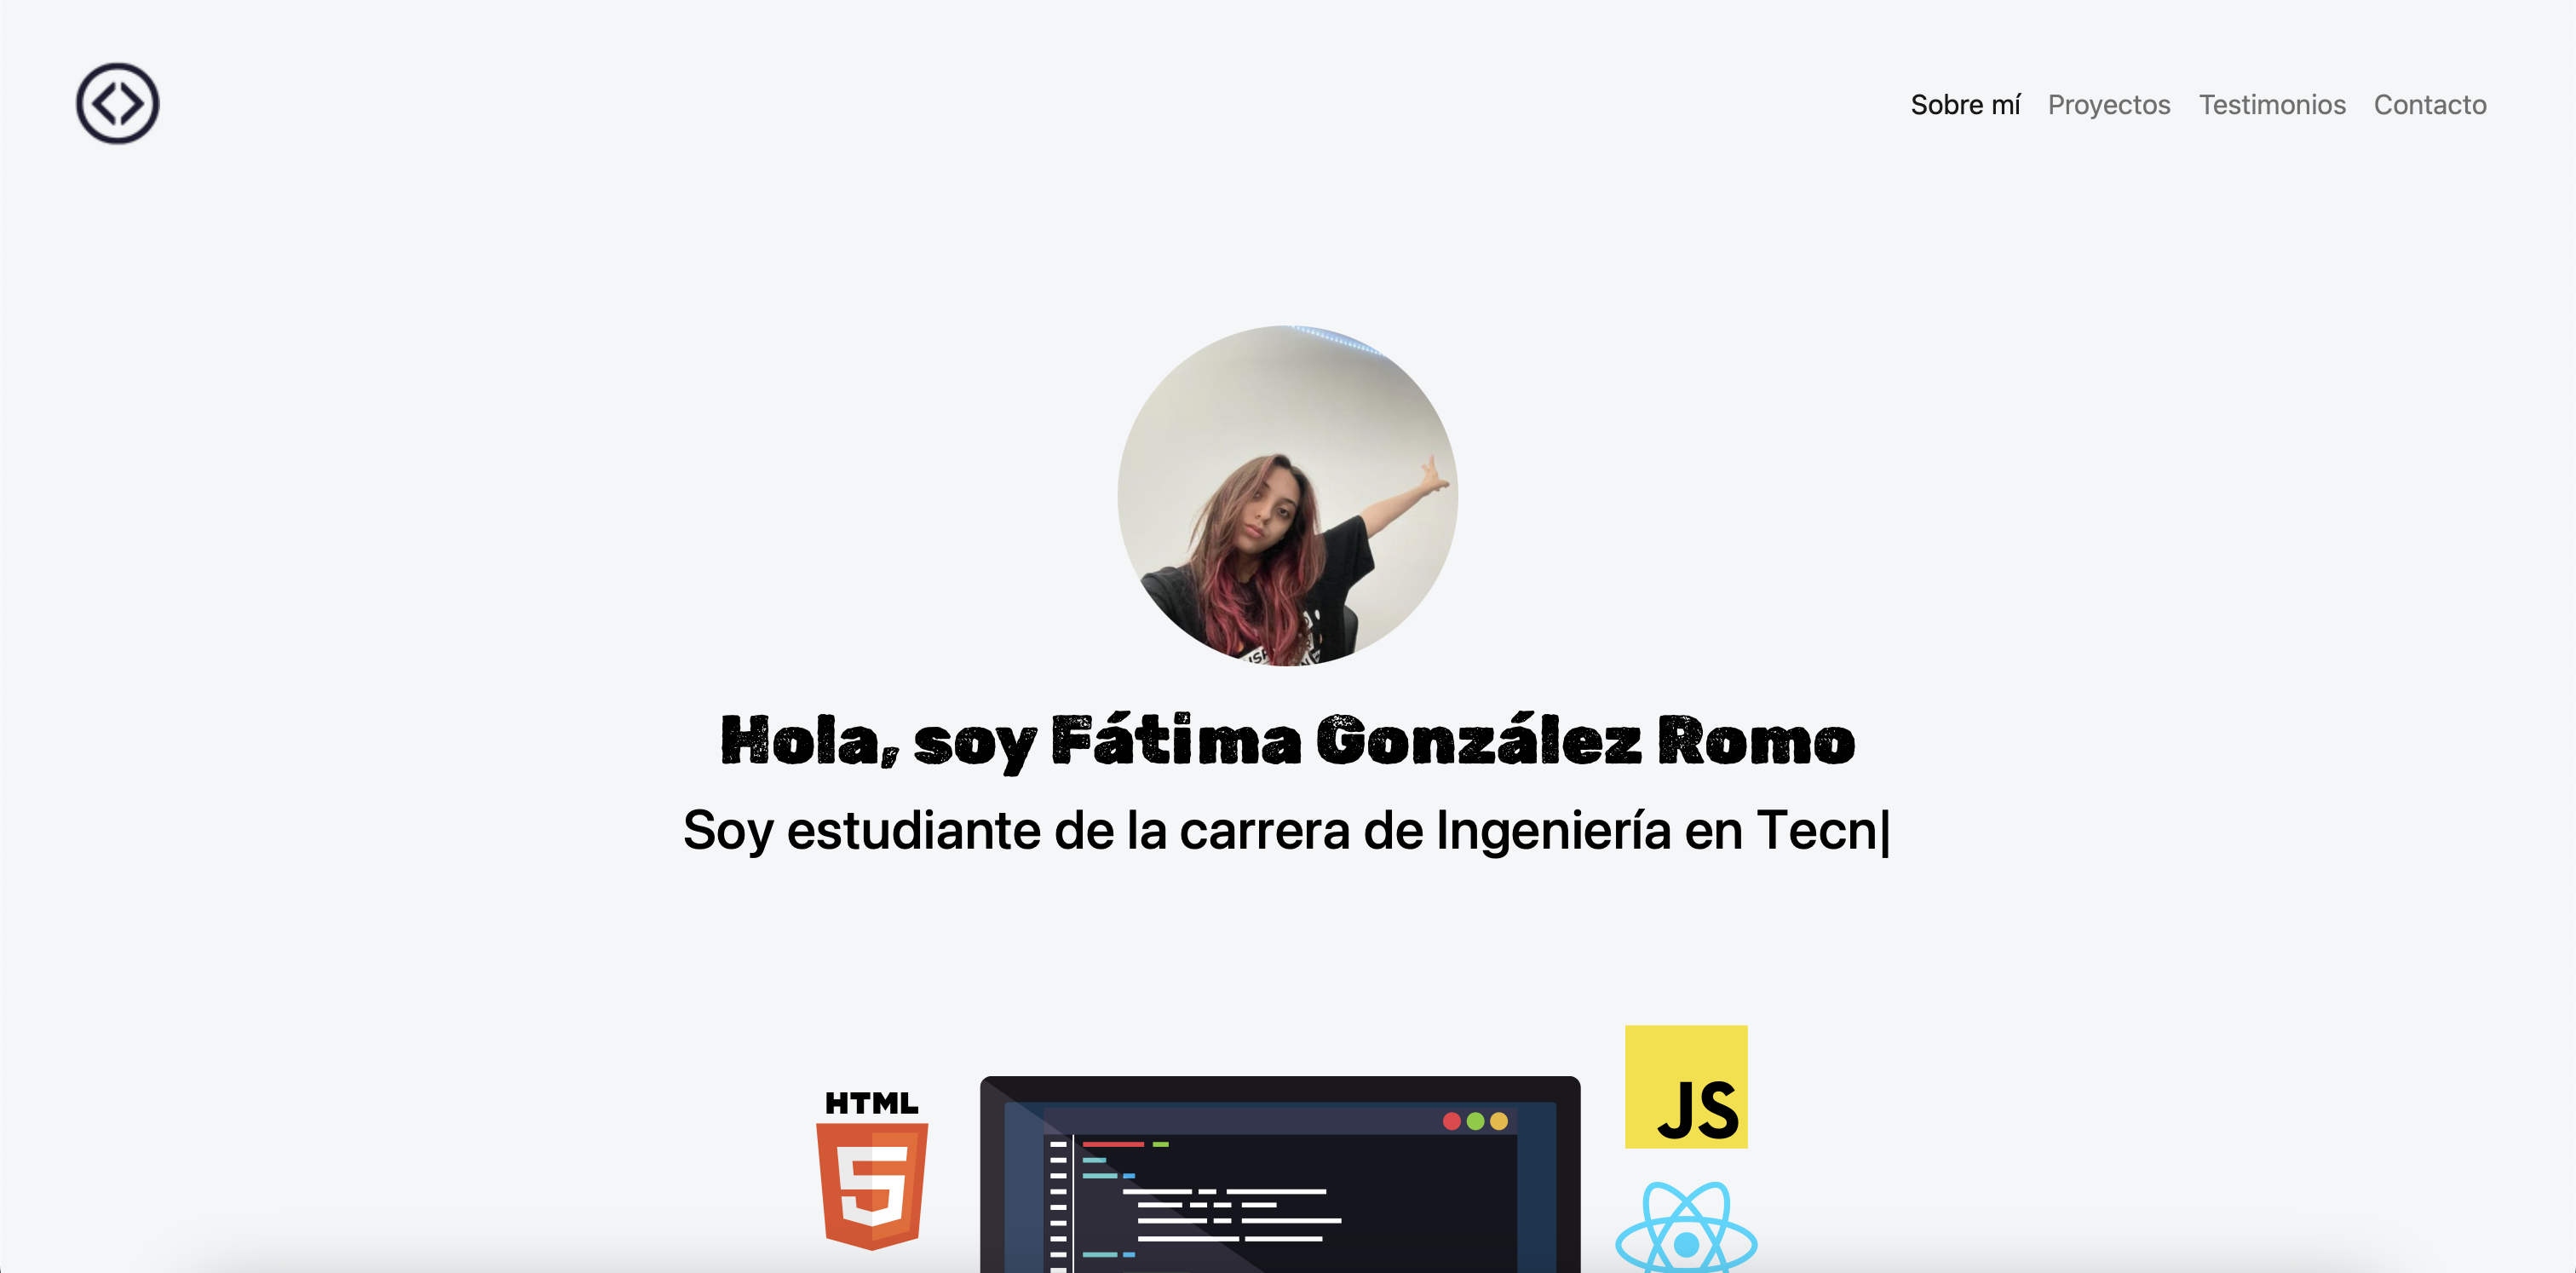 Sobre mí Proyectos Testimonios Contacto
Hola, soy Fátima González Romo
Soy estudiante de la carrera de Ingeniería en Tecn|
JS
HTML
5